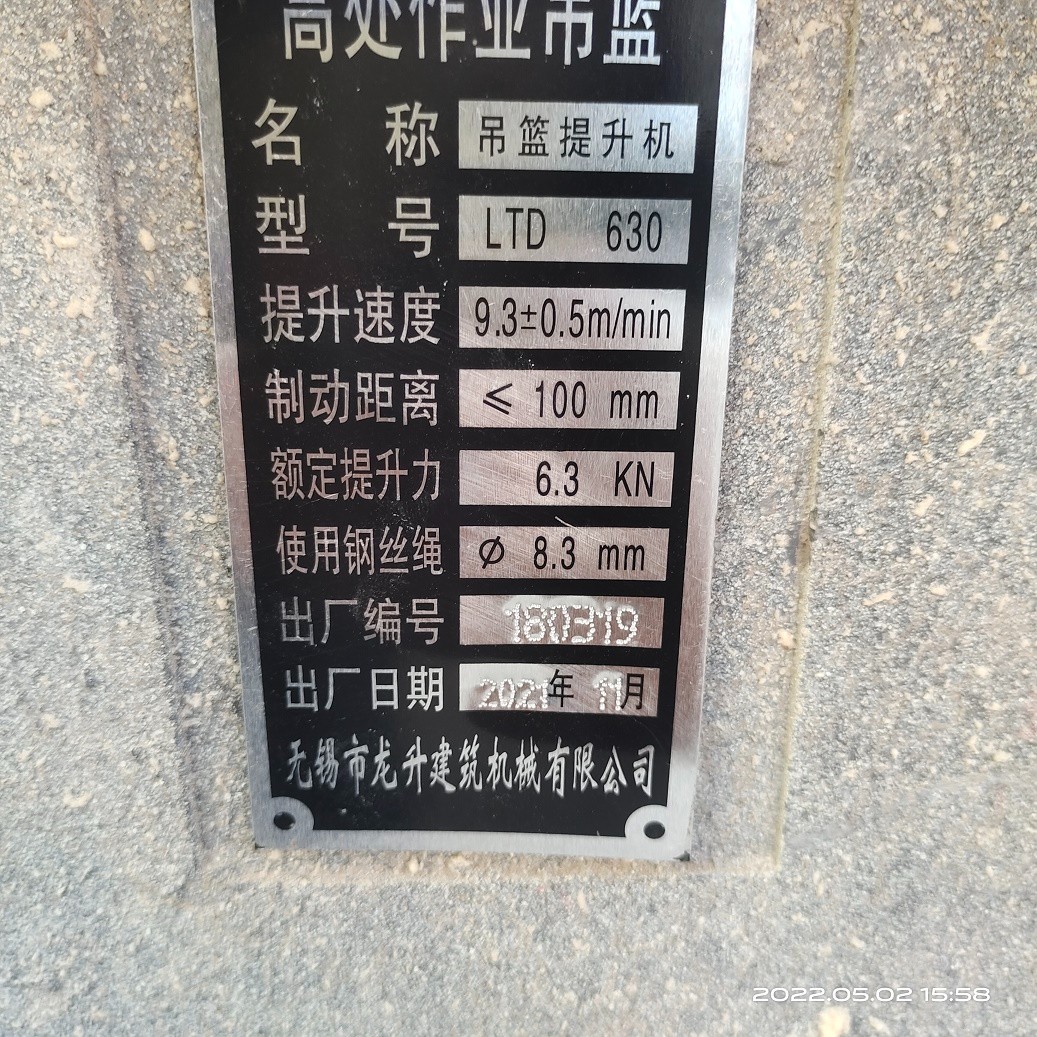 高处作业吊篮
名 称 吊篮提升机
型 号 LTD 630
提升速度 9.3±0.5m/min
制动距离 ≤ 100 mm
额定提升力 6.3 KN
使用钢丝绳 Ø 8.3 mm
出厂编号 180319
出厂日期 2021年 11月
无锡市龙升建筑机械有限公司
2022.05.02 15:58